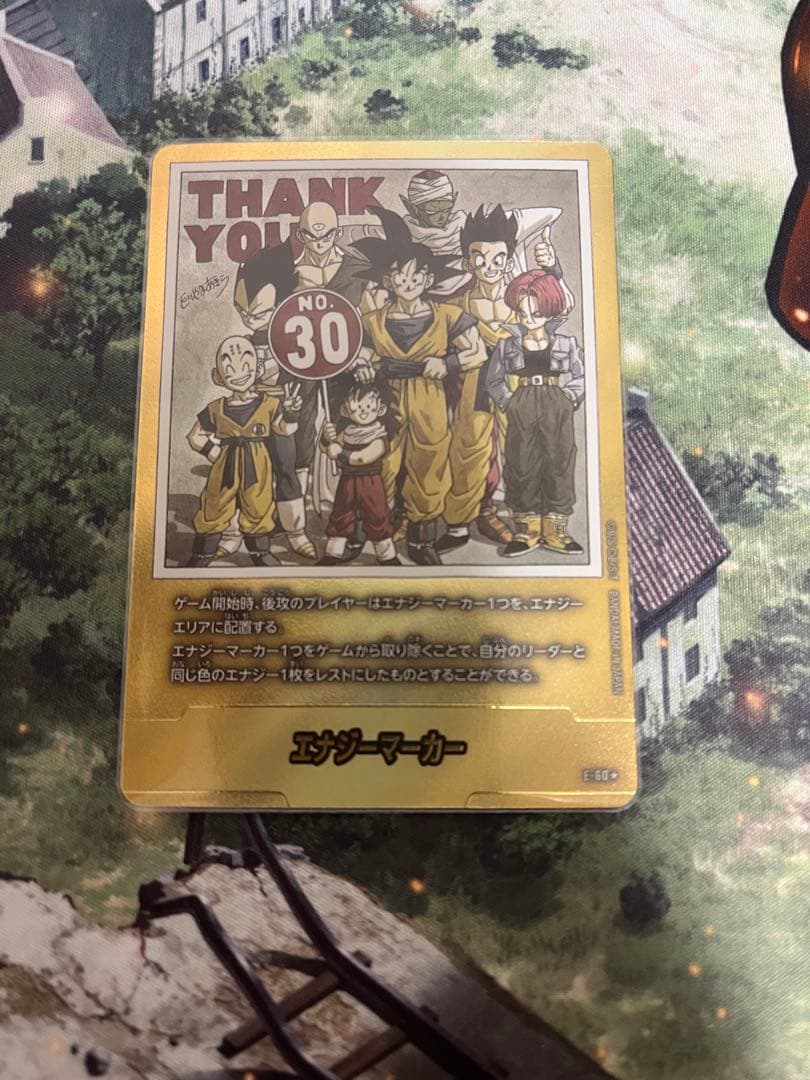 THANK
YOU
NO.
30
ゲーム開始時、後攻のプレイヤーはエナジーマーカー1つを、エナジー
エリアに配置する。
エナジーマーカー1つをゲームから取り除くことで、自分のリーダーと
同じ色のエナジー1枚をレストにしたものとすることができる。
エナジーマーカー
E-60★